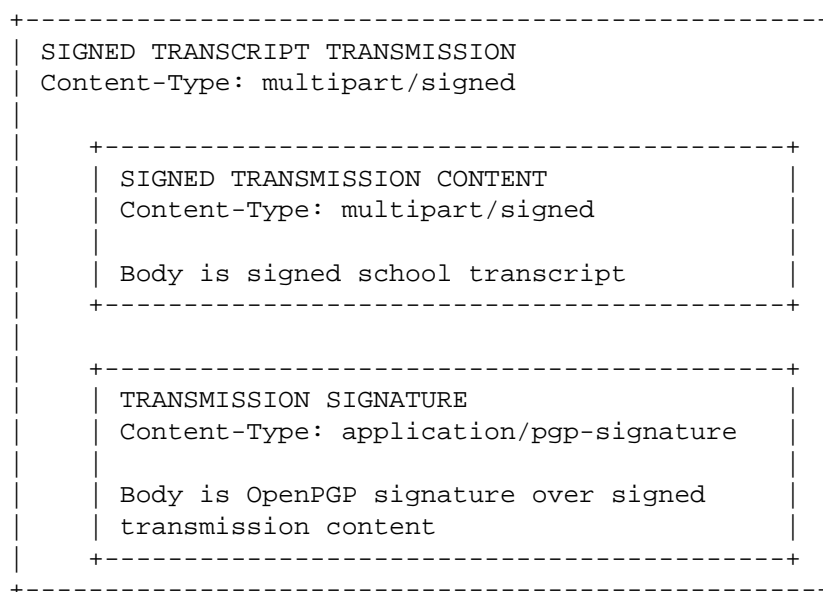 SIGNED TRANSCRIPT TRANSMISSION
Content-Type: multipart/signed
SIGNED TRANSMISSION CONTENT
Content-Type: multipart/signed
Body is signed school transcript
TRANSMISSION SIGNATURE
Content-Type: application/pgp-signature
Body is OpenPGP signature over signed
transmission content